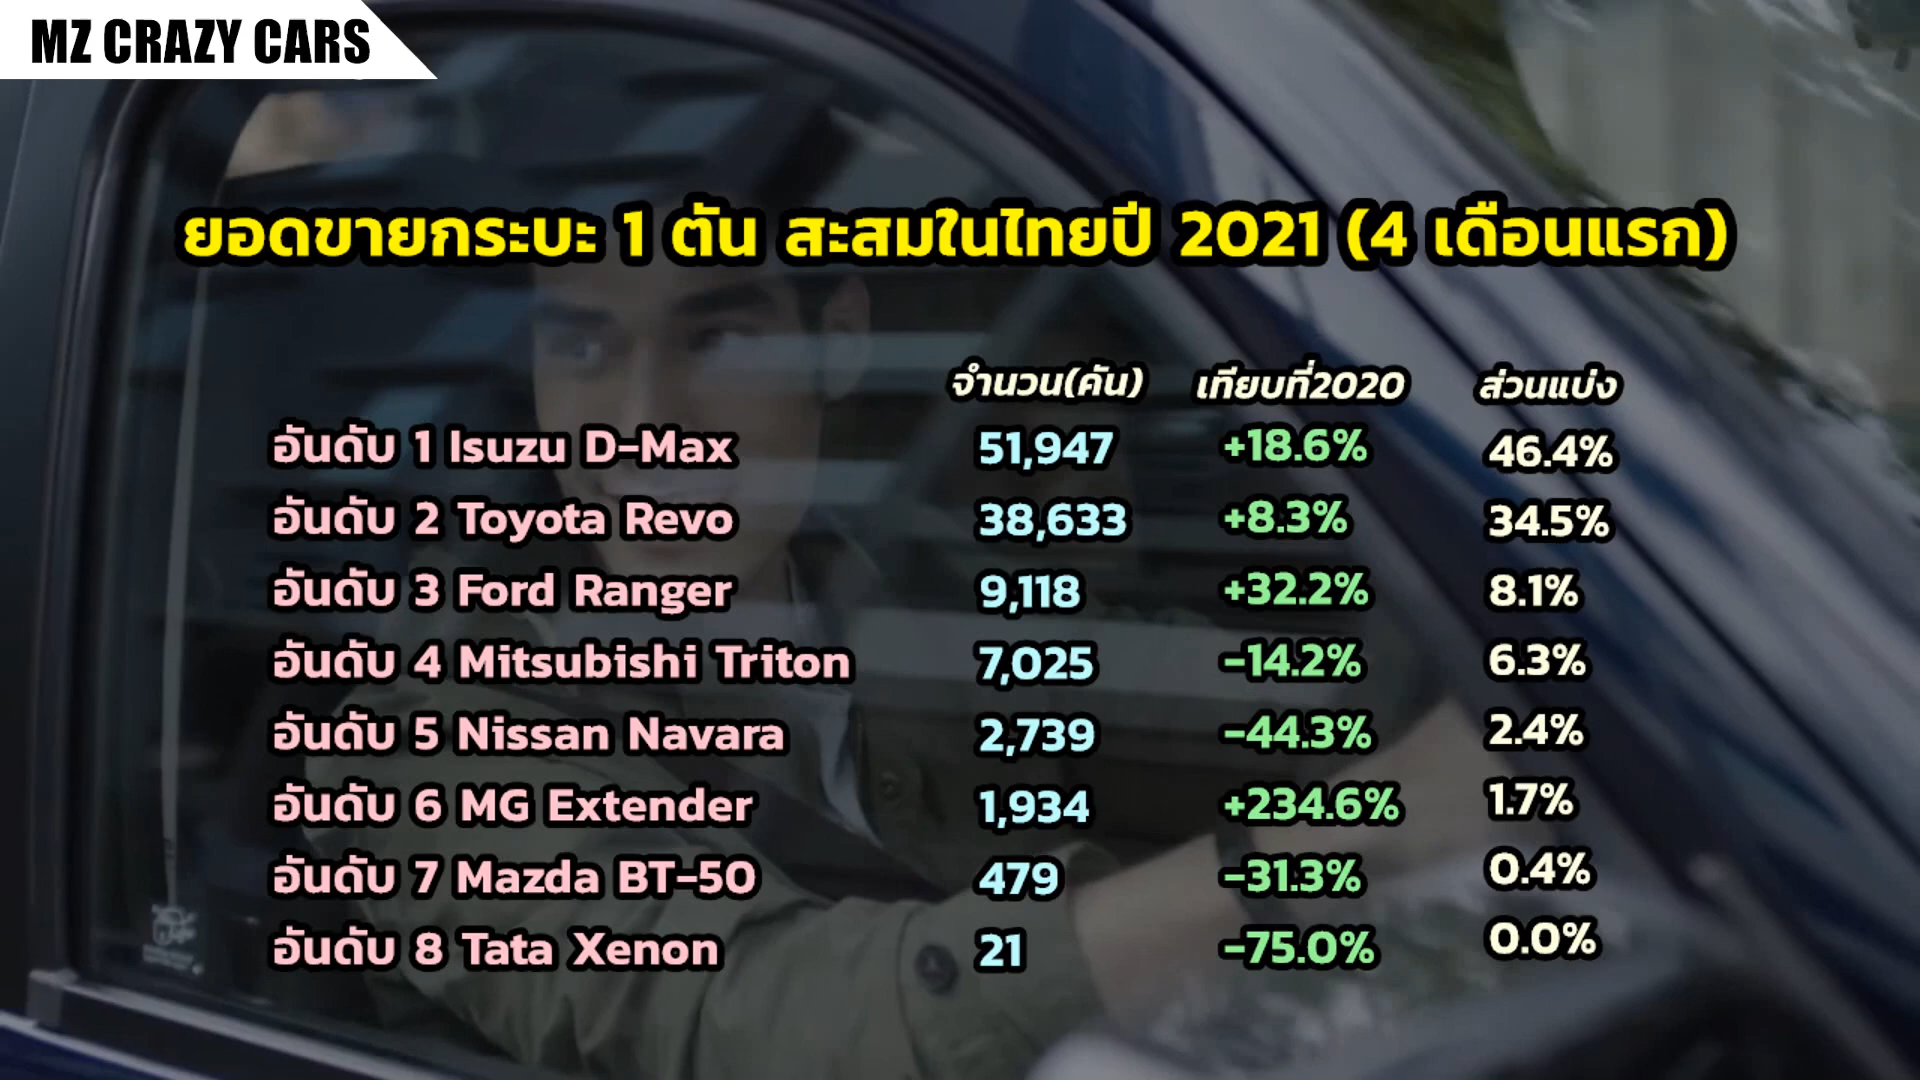 MZ CRAZY CARS
ยอดขายกระบะ 1 ตัน สะสมในไทยปี 2021 (4 เดือนแรก)
จำนวน(คัน) เทียบที่2020 ส่วนแบ่ง
อันดับ 1 Isuzu D-Max 51,947 +18.6% 46.4%
อันดับ 2 Toyota Revo 38,633 +8.3% 34.5%
อันดับ 3 Ford Ranger 9,118 +32.2% 8.1%
อันดับ 4 Mitsubishi Triton 7,025 -14.2% 6.3%
อันดับ 5 Nissan Navara 2,739 -44.3% 2.4%
อันดับ 6 MG Extender 1,934 +234.6% 1.7%
อันดับ 7 Mazda BT-50 479 -31.3% 0.4%
อันดับ 8 Tata Xenon 21 -75.0% 0.0%